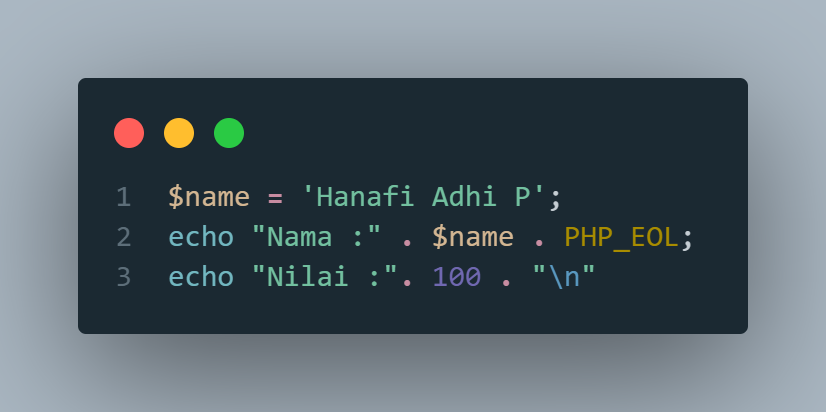 1 $name = 'Hanafi Adhi P';
2 echo "Nama :" . $name . PHP_EOL;
3 echo "Nilai :". 100 . "\n"